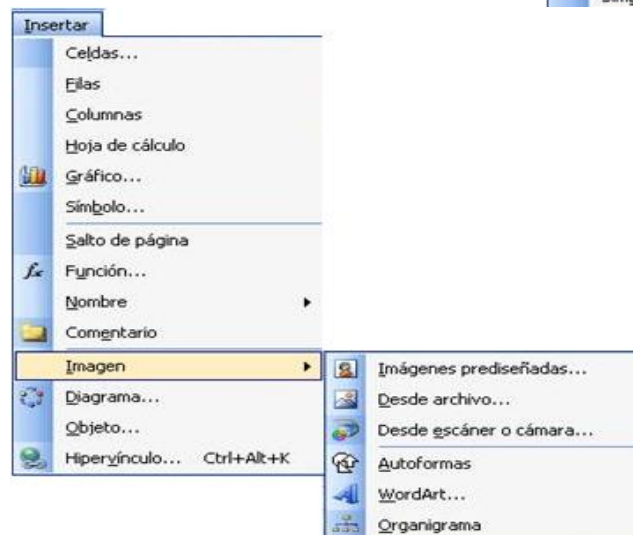 Insertar
Celdas...
Filas
Columnas
Hoja de cálculo
Gráfico...
Símbolo...
Salto de página
fx Función...
Nombre
Comentario
Imagen
Diagrama...
Objeto...
Hipervínculo... Ctrl+Alt+K
Imágenes prediseñadas...
Desde archivo...
Desde escáner o cámara...
Autoformas
WordArt...
Organigrama